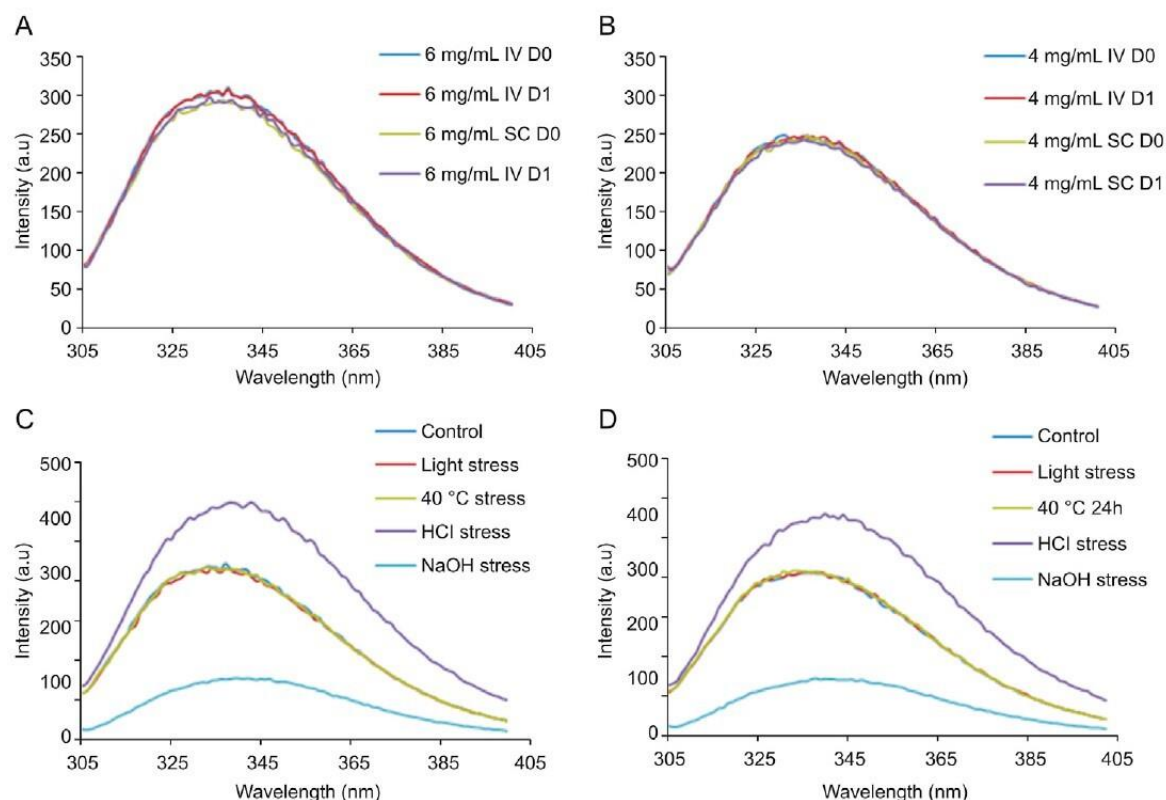 A
350
300
250
200
150
100
50
0
Intensity (a.u)
305 325 345 365 385 405
Wavelength (nm)
6 mg/mL IV D0
6 mg/mL IV D1
6 mg/mL SC D0
6 mg/mL IV D1
B
350
300
250
200
150
100
50
0
Intensity (a.u)
305 325 345 365 385 405
Wavelength (nm)
4 mg/mL IV D0
4 mg/mL IV D1
4 mg/mL SC D0
4 mg/mL SC D1
C
500
400
300
200
100
0
Intensity (a.u)
305 325 345 365 385 405
Wavelength (nm)
Control
Light stress
40 °C stress
HCl stress
NaOH stress
D
500
400
300
200
100
0
Intensity (a.u)
305 325 345 365 385 405
Wavelength (nm)
Control
Light stress
40 °C 24h
HCl stress
NaOH stress